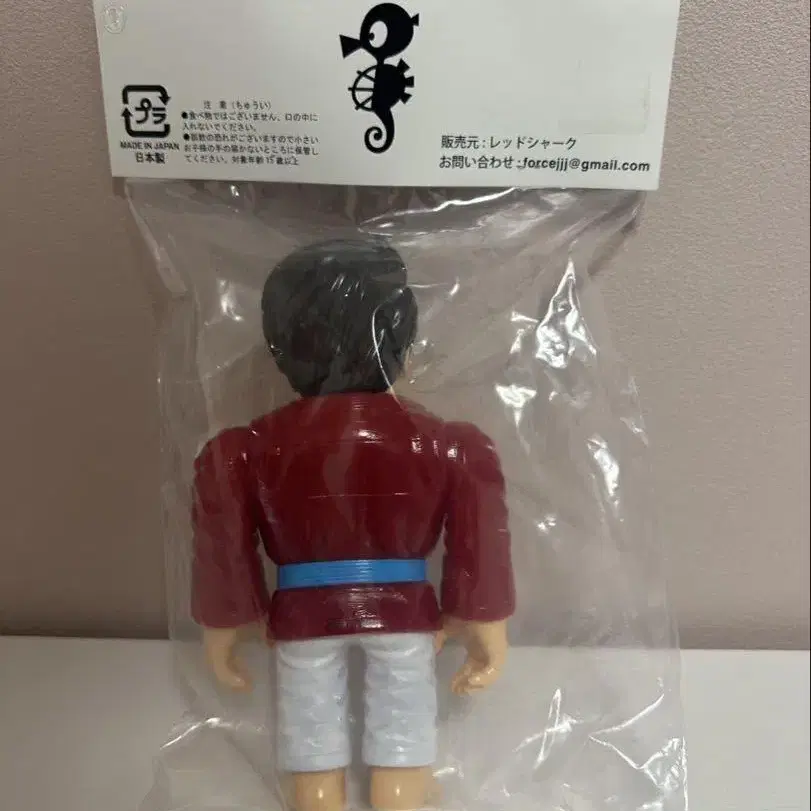 プラ
MADE IN JAPAN
日本製
注 意（ちゅうい）
●食べ物ではございません、口の中に
入れないでください。
●誤飲の恐れがございますので小さい
お子様の手の届かないところに保管し
てください。対象年齢15歳以上
販売元：レッドシャーク
お問い合わせ：forcejjj@gmail.com